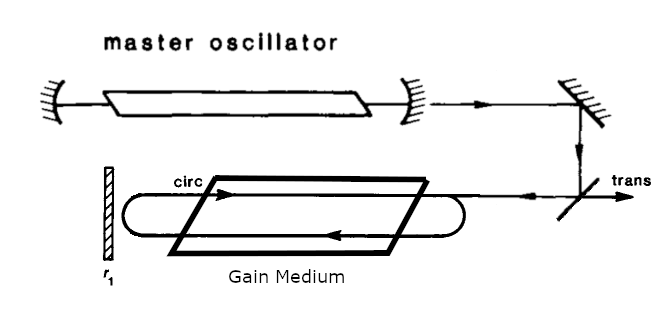 master oscillator
circ
trans
r1
Gain Medium